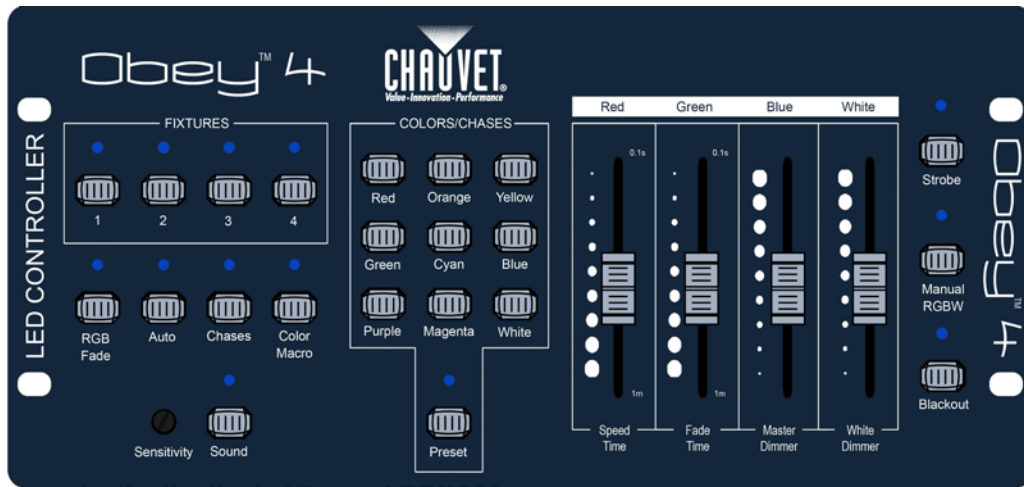 Obey™ 4
CHAUVET®
Value-Innovation-Performance
LED CONTROLLER
FIXTURES
1 2 3 4
RGB Fade
Auto
Chases
Color Macro
Sensitivity
Sound
COLORS/CHASES
Red Orange Yellow
Green Cyan Blue
Purple Magenta White
Preset
Red Green Blue White
0.1s 0.1s
1m 1m
Speed Time
Fade Time
Master Dimmer
White Dimmer
Strobe
Manual RGBW
Blackout
Obey™ 4